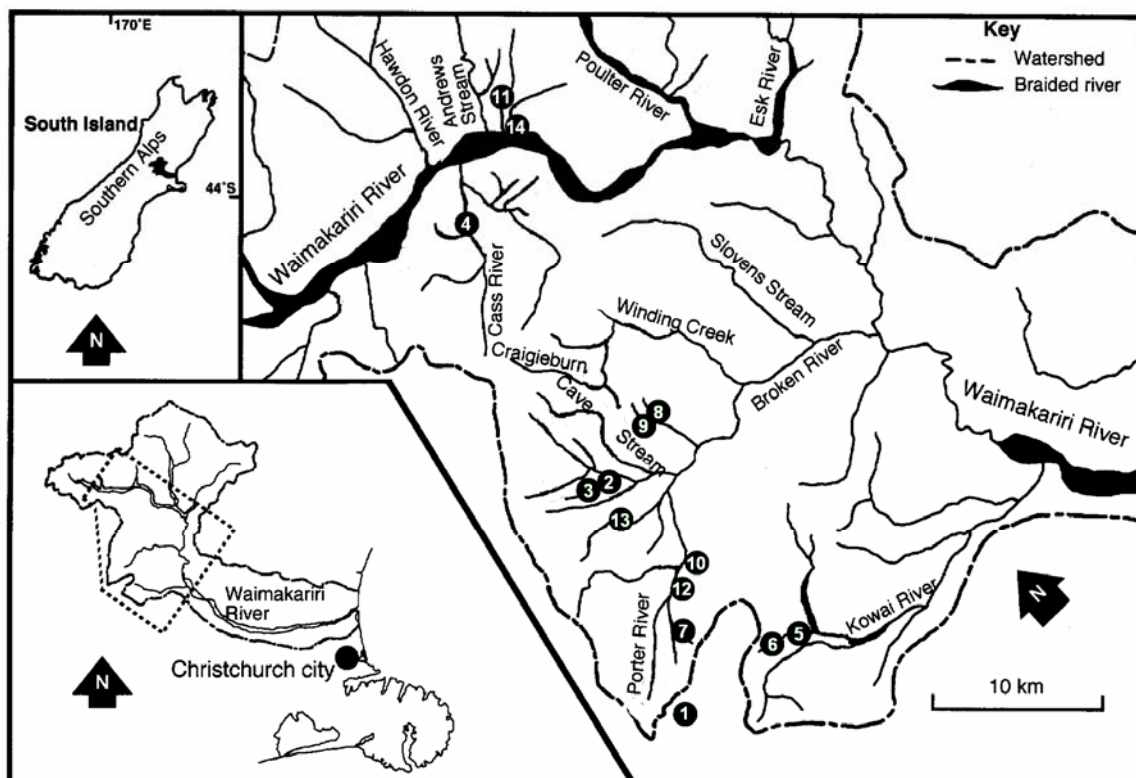 170°E
South Island
Southern Alps
44°S
N
Waimakariri
River
Christchurch city
N
Key
Watershed
Braided river
Hawdon River
Andrews
Stream
Poulter River
Esk River
11
14
Waimakariri River
4
Cass River
Slovens Stream
Winding Creek
Craigieburn
Cave
Stream
Broken River
Waimakariri River
8
9
3
2
13
10
12
7
Porter River
6
5
Kowai River
1
N
10 km